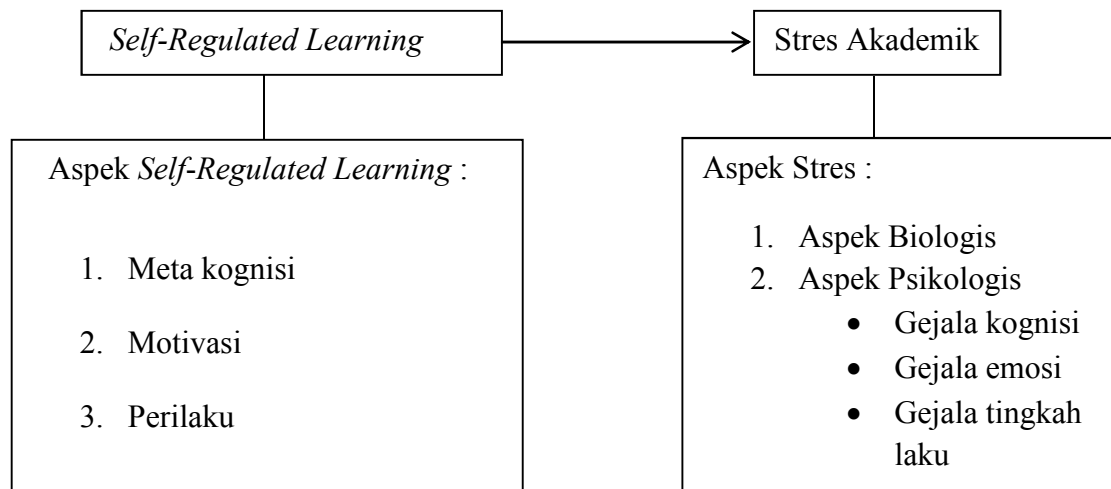 Self-Regulated Learning
Stres Akademik
Aspek Self-Regulated Learning :
1. Meta kognisi
2. Motivasi
3. Perilaku
Aspek Stres :
1. Aspek Biologis
2. Aspek Psikologis
• Gejala kognisi
• Gejala emosi
• Gejala tingkah
laku